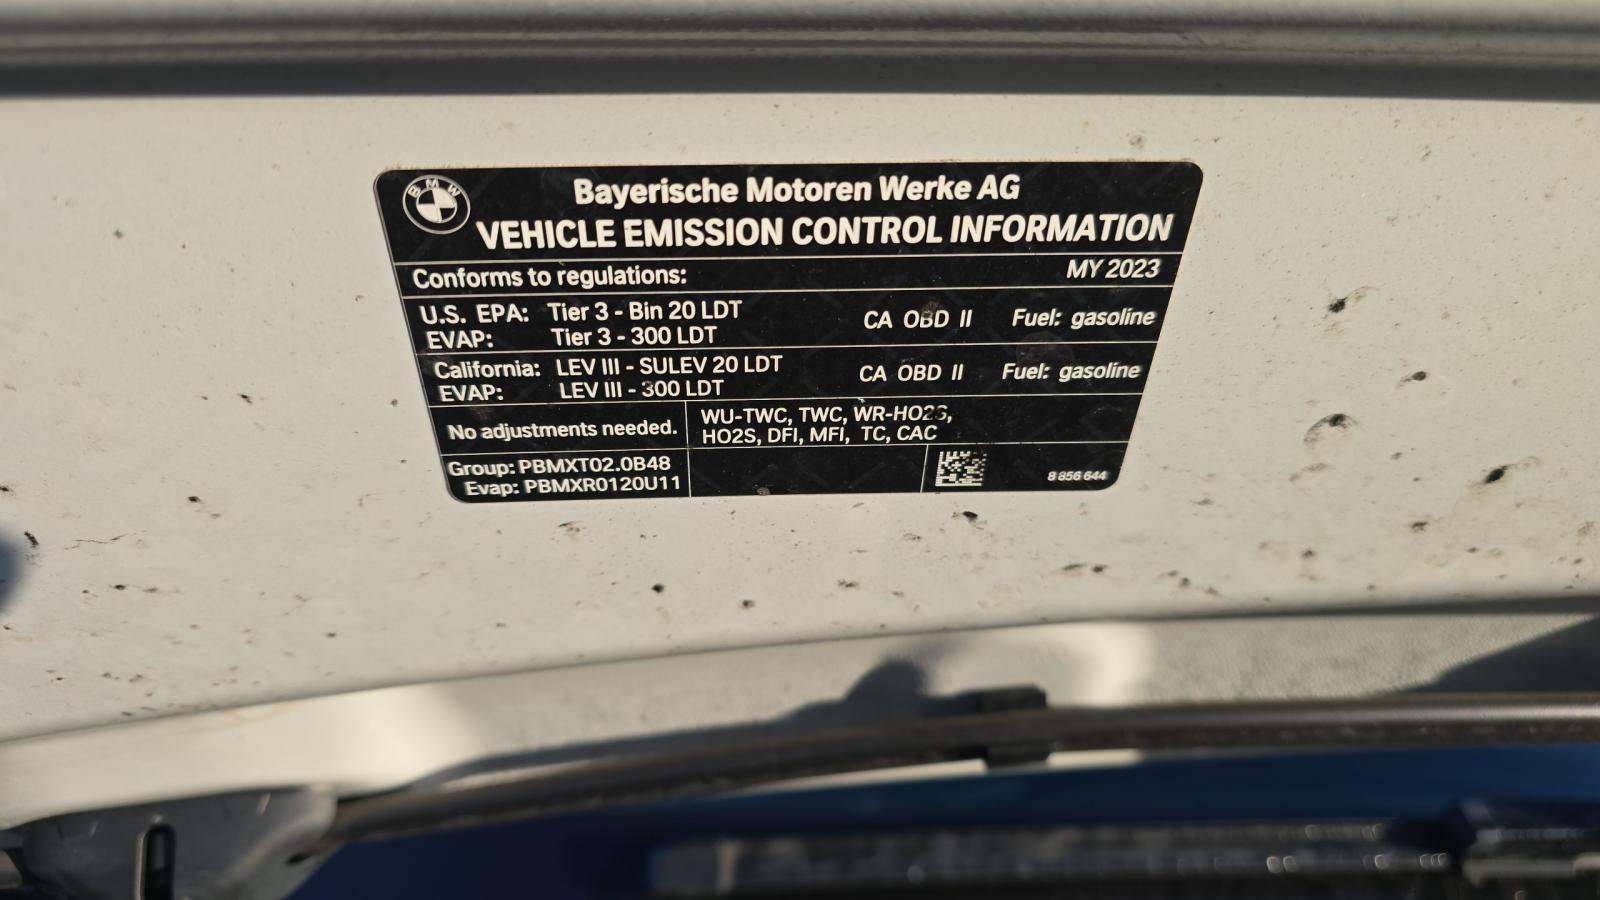 BMW
Bayerische Motoren Werke AG
VEHICLE EMISSION CONTROL INFORMATION
Conforms to regulations: MY 2023
U.S. EPA: Tier 3 - Bin 20 LDT CA OBD II Fuel: gasoline
EVAP: Tier 3 - 300 LDT
California: LEV III - SULEV 20 LDT CA OBD II Fuel: gasoline
EVAP: LEV III - 300 LDT
No adjustments needed. WU-TWC, TWC, WR-HO2S,
HO2S, DFI, MFI, TC, CAC
Group: PBMXT02.0B48
Evap: PBMXR0120U11
8 856 644